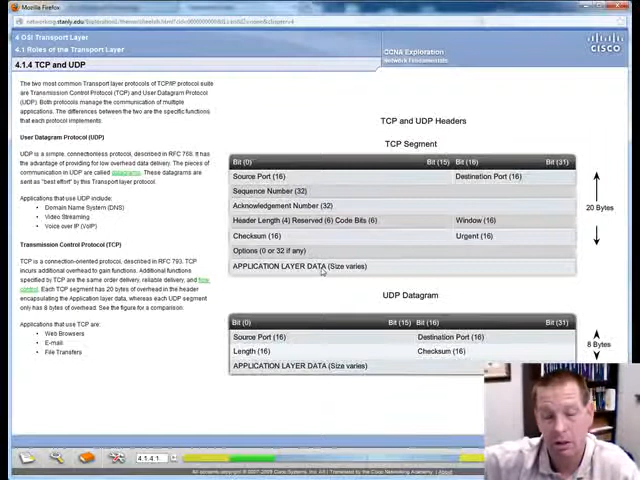 Mozilla Firefox
4 OSI Transport Layer
4.1 Roles of the Transport Layer
CCNA Exploration
Network Fundamentals
CISCO
4.1.4 TCP and UDP
The two most common Transport layer protocols of TCP/IP protocol suite
are Transmission Control Protocol (TCP) and User Datagram Protocol
(UDP). Both protocols manage the communication of multiple
applications. The differences between the two are the specific functions
that each protocol implements.
User Datagram Protocol (UDP)
UDP is a simple, connectionless protocol, described in RFC 768. It has
the advantage of providing for low overhead data delivery. The pieces of
communication in UDP are called datagrams. These datagrams are
sent as "best effort" by this Transport layer protocol.
Applications that use UDP include:
Domain Name System (DNS)
Video Streaming
Voice over IP (VoIP)
Transmission Control Protocol (TCP)
TCP is a connection-oriented protocol, described in RFC 793. TCP
incurs additional overhead to gain functions. Additional functions
specified by TCP are the same order delivery, reliable delivery, and flow
control. Each TCP segment has 20 bytes of overhead in the header
encapsulating the Application layer data, whereas each UDP segment
only has 8 bytes of overhead. See the figure for a comparison.
Applications that use TCP are:
Web Browsers
E-mail
File Transfers
TCP and UDP Headers
TCP Segment
Bit (0) Bit (15) Bit (16) Bit (31)
Source Port (16) Destination Port (16)
Sequence Number (32)
Acknowledgement Number (32)
Header Length (4) Reserved (6) Code Bits (6) Window (16)
Checksum (16) Urgent (16)
Options (0 or 32 if any)
APPLICATION LAYER DATA (Size varies)
20 Bytes
UDP Datagram
Bit (0) Bit (15) Bit (16) Bit (31)
Source Port (16) Destination Port (16)
Length (16) Checksum (16)
APPLICATION LAYER DATA (Size varies)
8 Bytes
4.1.4.1
About